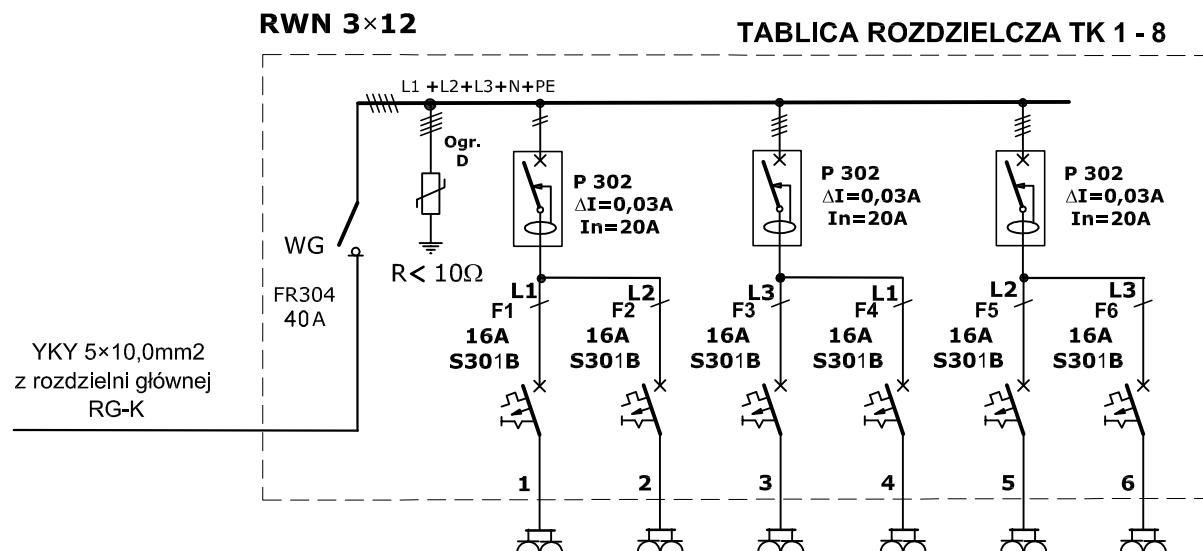 RWN 3×12
TABLICA ROZDZIELCZA TK 1 - 8
L1 +L2+L3+N+PE
Ogr.
D
R< 10Ω
WG
FR304
40A
YKY 5×10,0mm2
z rozdzielni głównej
RG-K
P 302
ΔI=0,03A
In=20A
P 302
ΔI=0,03A
In=20A
P 302
ΔI=0,03A
In=20A
L1
F1
16A
S301B
L2
F2
16A
S301B
L3
F3
16A
S301B
L1
F4
16A
S301B
L2
F5
16A
S301B
L3
F6
16A
S301B
1
2
3
4
5
6